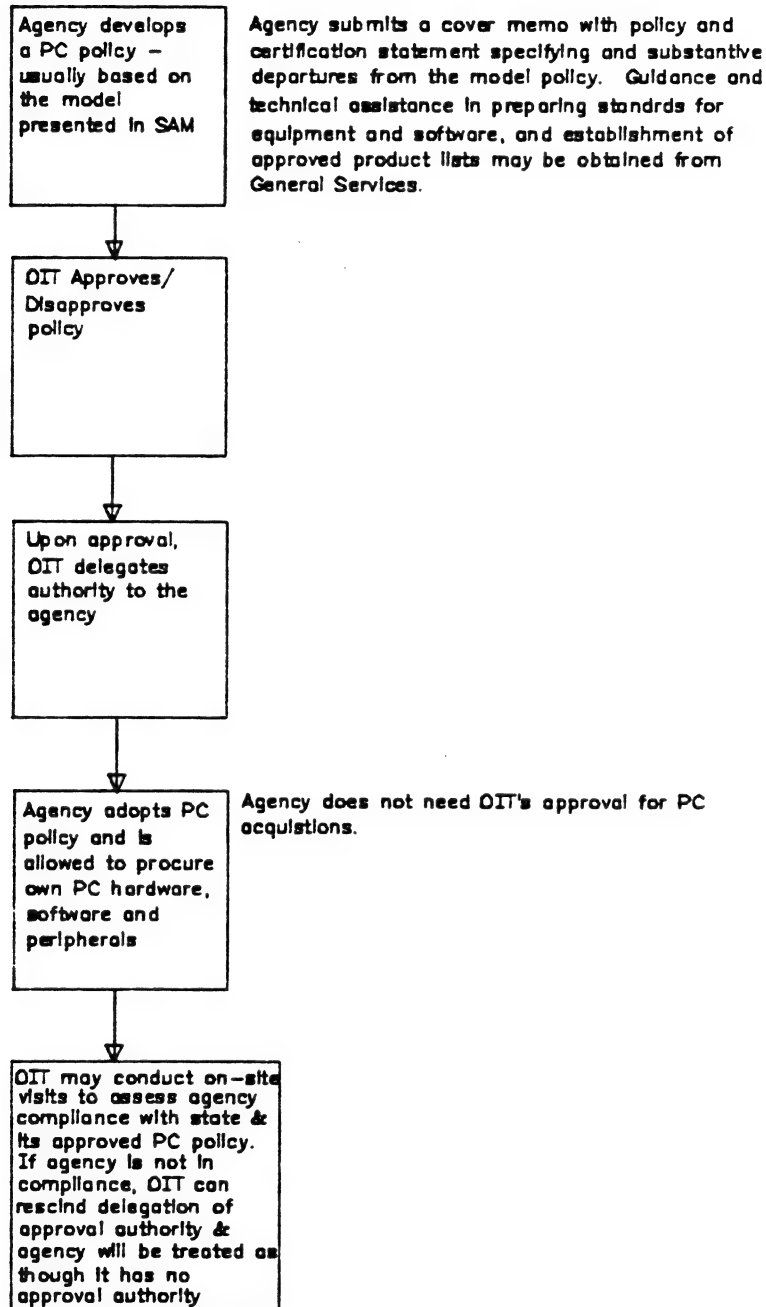 Agency develops
a PC policy –
usually based on
the model
presented in SAM
Agency submits a cover memo with policy and
certification statement specifying and substantive
departures from the model policy. Guidance and
technical assistance in preparing standrds for
equipment and software, and establishment of
approved product lists may be obtained from
General Services.
OIT Approves/
Disapproves
policy
Upon approval,
OIT delegates
authority to the
agency
Agency adopts PC
policy and is
allowed to procure
own PC hardware,
software and
peripherals
Agency does not need OIT's approval for PC
acquistions.
OIT may conduct on-site
visits to assess agency
compliance with state &
its approved PC policy.
If agency is not in
compliance, OIT can
rescind delegation of
approval authority &
agency will be treated as
though it has no
approval authority